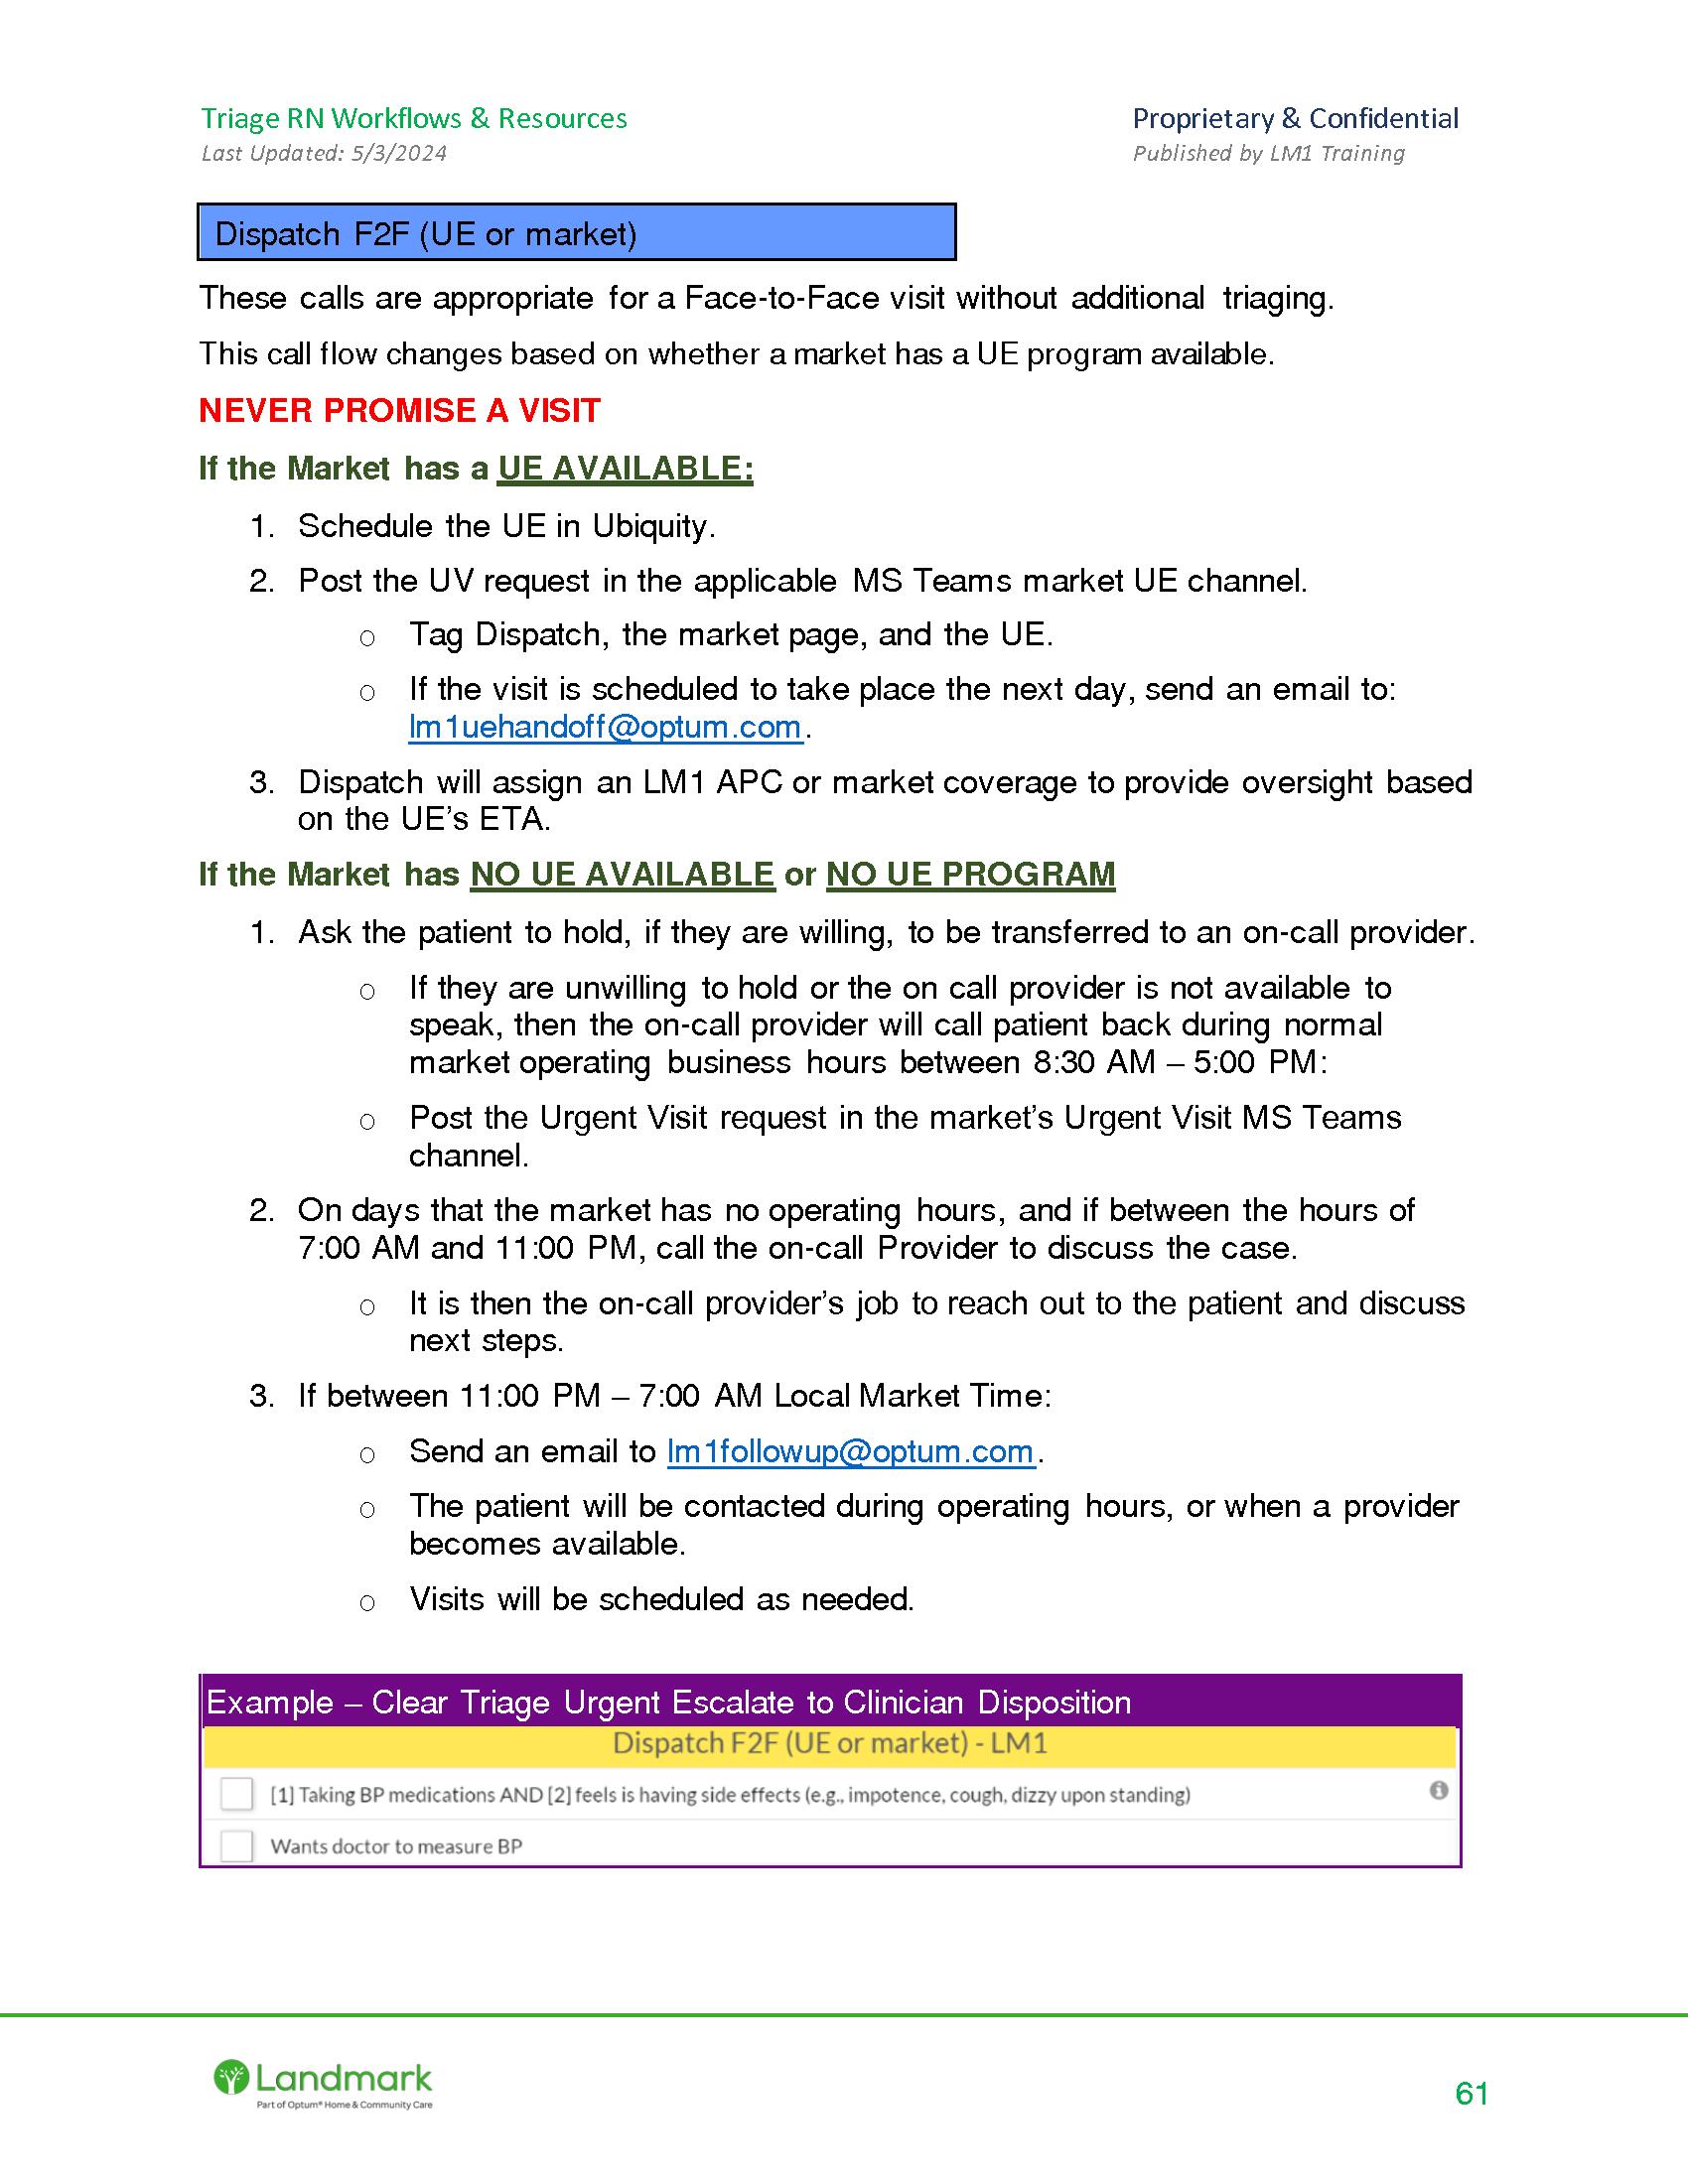 Triage RN Workflows & Resources
Proprietary & Confidential
Last Updated: 5/3/2024
Published by LM1 Training
Dispatch F2F (UE or market)
These calls are appropriate for a Face-to-Face visit without additional triaging.
This call flow changes based on whether a market has a UE program available.
NEVER PROMISE A VISIT
If the Market has a UE AVAILABLE:
1. Schedule the UE in Ubiquity.
2. Post the UV request in the applicable MS Teams market UE channel.
o Tag Dispatch, the market page, and the UE.
o If the visit is scheduled to take place the next day, send an email to:
lm1uehandoff@optum.com.
3. Dispatch will assign an LM1 APC or market coverage to provide oversight based
on the UE’s ETA.
If the Market has NO UE AVAILABLE or NO UE PROGRAM
1. Ask the patient to hold, if they are willing, to be transferred to an on-call provider.
o If they are unwilling to hold or the on call provider is not available to
speak, then the on-call provider will call patient back during normal
market operating business hours between 8:30 AM – 5:00 PM:
o Post the Urgent Visit request in the market’s Urgent Visit MS Teams
channel.
2. On days that the market has no operating hours, and if between the hours of
7:00 AM and 11:00 PM, call the on-call Provider to discuss the case.
o It is then the on-call provider’s job to reach out to the patient and discuss
next steps.
3. If between 11:00 PM – 7:00 AM Local Market Time:
o Send an email to lm1followup@optum.com.
o The patient will be contacted during operating hours, or when a provider
becomes available.
o Visits will be scheduled as needed.
Example – Clear Triage Urgent Escalate to Clinician Disposition
Dispatch F2F (UE or market) - LM1
[1] Taking BP medications AND [2] feels is having side effects (e.g., impotence, cough, dizzy upon standing)
Wants doctor to measure BP
Landmark
Part of Optum® Home & Community Care
61